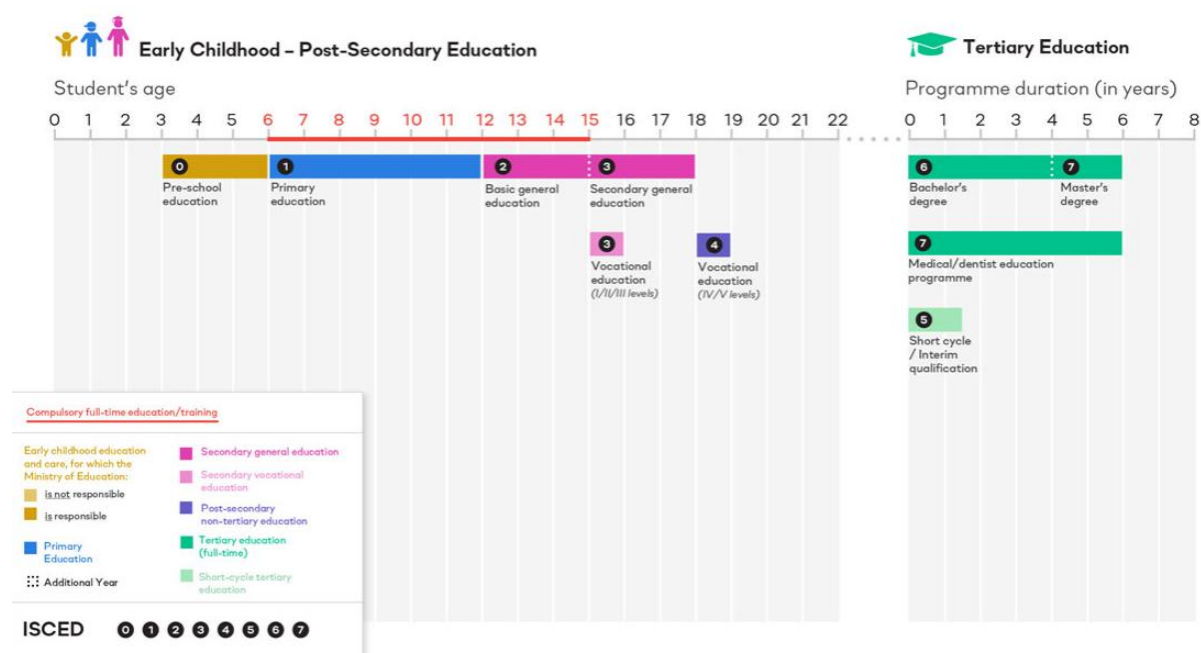 Early Childhood – Post-Secondary Education
Student's age
0 1 2 3 4 5 6 7 8 9 10 11 12 13 14 15 16 17 18 19 20 21 22
0
Pre-school
education
1
Primary
education
2
Basic general
education
3
Secondary general
education
3
Vocational
education
(I/II/III levels)
4
Vocational
education
(IV/V levels)
Tertiary Education
Programme duration (in years)
0 1 2 3 4 5 6 7 8
6
Bachelor's
degree
7
Master's
degree
7
Medical/dentist education
programme
5
Short cycle
/ Interim
qualification
Compulsory full-time education/training
Early childhood education
and care, for which the
Ministry of Education:
is not responsible
is responsible
Primary
Education
Additional Year
Secondary general education
Secondary vocational
education
Post-secondary
non-tertiary education
Tertiary education
(full-time)
Short-cycle tertiary
education
ISCED 0 1 2 3 4 5 6 7